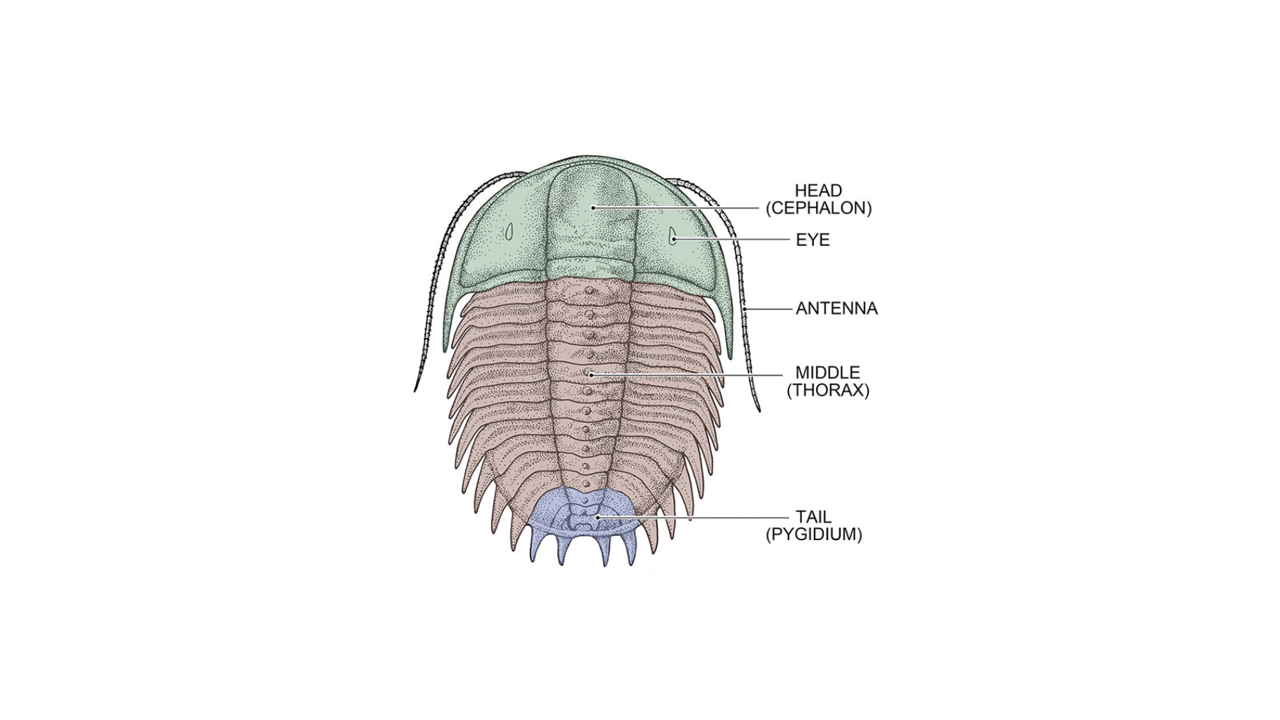 HEAD
(CEPHALON)
EYE
ANTENNA
MIDDLE
(THORAX)
TAIL
(PYGIDIUM)